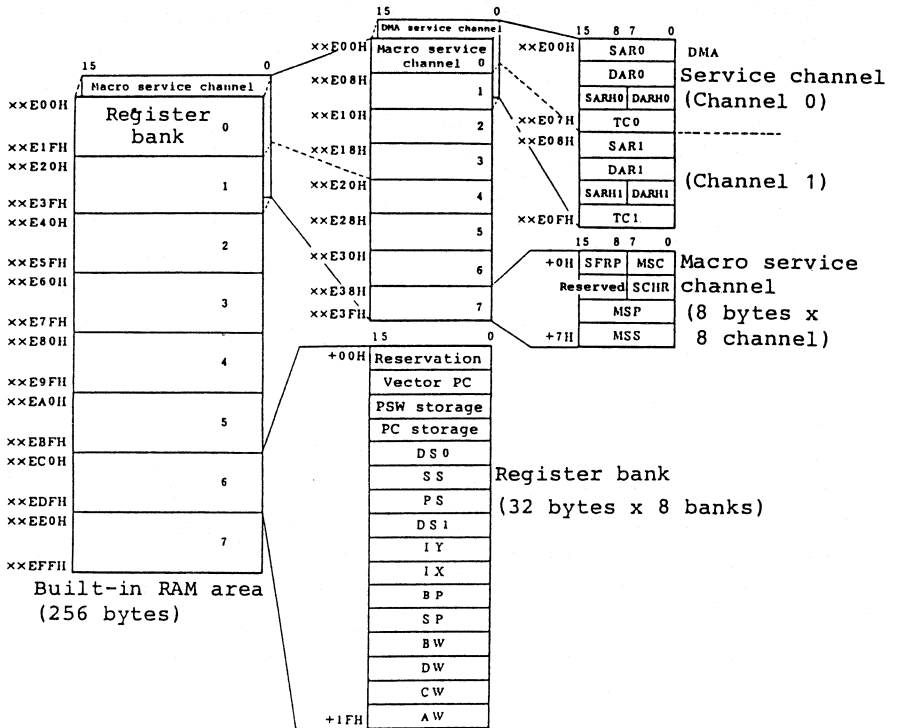 15 0
Macro service channel
××E00H
Register bank 0
××E1FH
××E20H
1
××E3FH
××E40H
2
××E5FH
××E60H
3
××E7FH
××E80H
4
××E9FH
××EA0H
5
××EBFH
××EC0H
6
××EDFH
××EE0H
7
××EFFH
Built-in RAM area
(256 bytes)
15 0
DMA service channel
××E00H
Macro service
channel 0
××E08H
1
××E10H
2
××E18H
3
××E20H
4
××E28H
5
××E30H
6
××E38H
7
××E3FH
15 8 7 0
××E00H
SAR0
DAR0
SARH0 DARH0
××E07H
TC0
××E08H
SAR1
DAR1
SARH1 DARH1
××E0FH
TC1
DMA
Service channel
(Channel 0)
(Channel 1)
15 8 7 0
+0H SFRP MSC
Reserved SCHR
MSP
+7H MSS
Macro service
channel
(8 bytes x
8 channel)
15 0
+00H Reservation
Vector PC
PSW storage
PC storage
DS0
SS
PS
DS1
IY
IX
BP
SP
BW
DW
CW
+1FH AW
Register bank
(32 bytes x 8 banks)